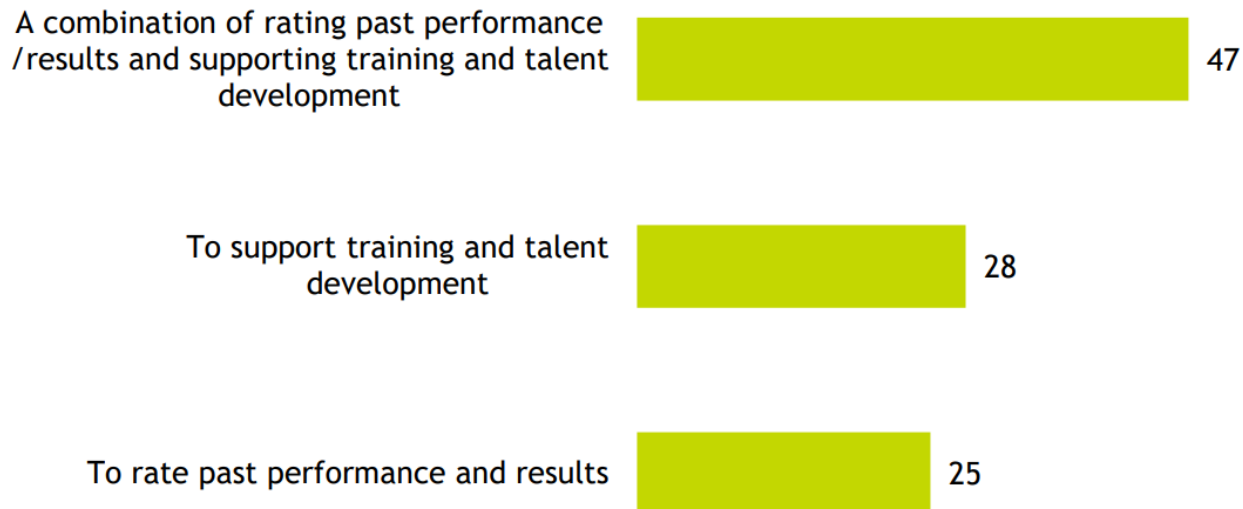 A combination of rating past performance
/results and supporting training and talent
development
47
To support training and talent
development
28
To rate past performance and results
25